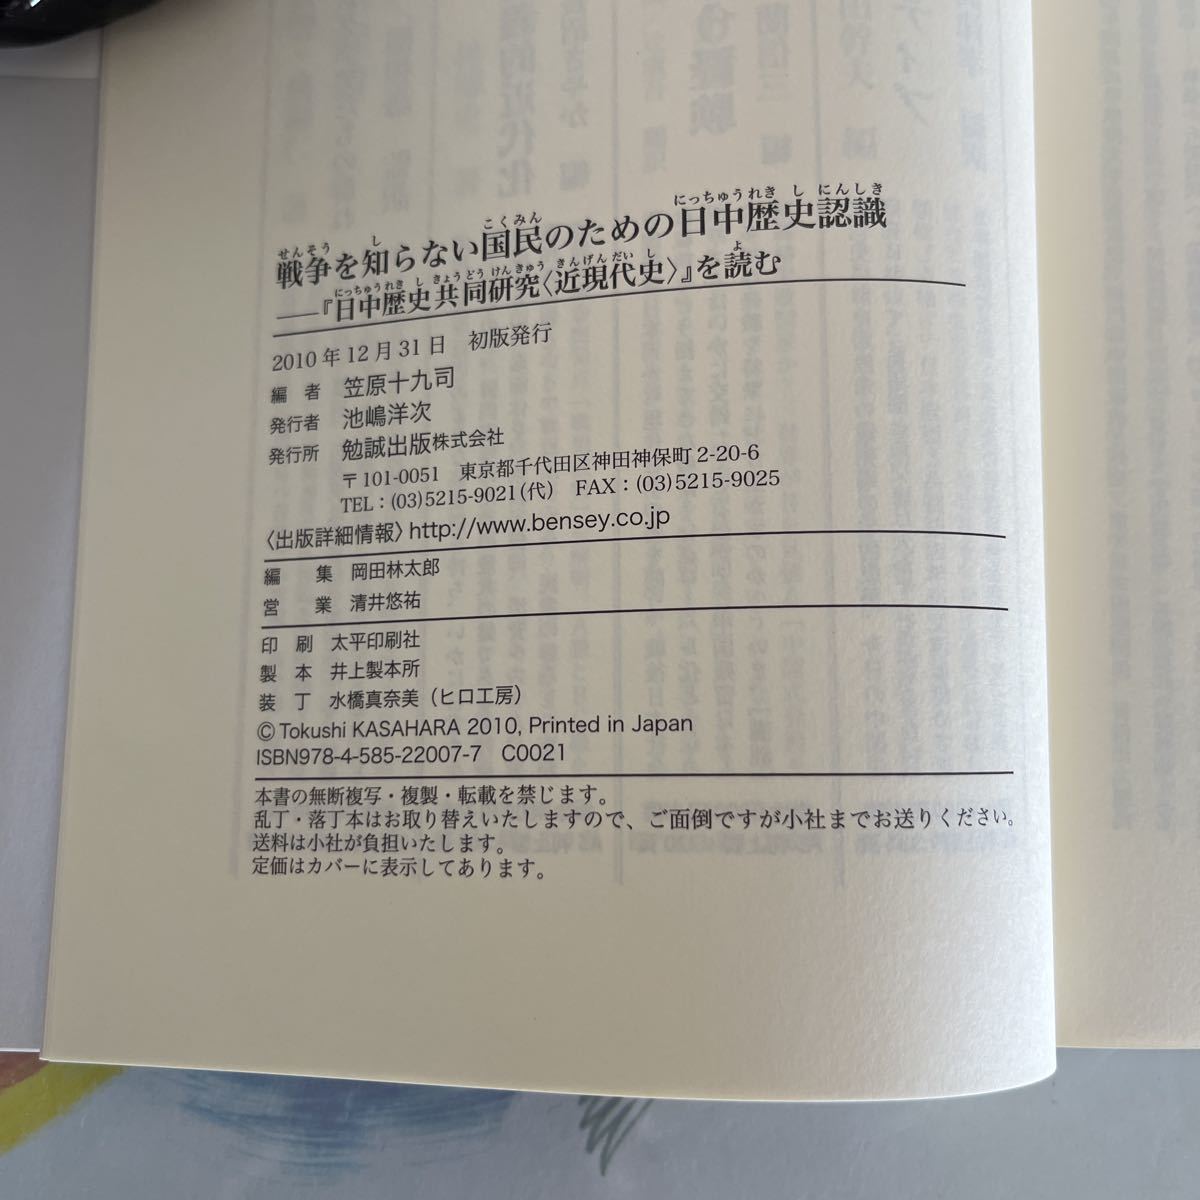 戦争を知らない国民のための日中歴史認識
──『日中歴史共同研究〈近現代史〉』を読む
2010年12月31日 初版発行
編者 笠原十九司
発行者 池嶋洋次
発行所 勉誠出版株式会社
〒101-0051 東京都千代田区神田神保町2-20-6
TEL：(03)5215-9021(代) FAX：(03)5215-9025
〈出版詳細情報〉http://www.bensey.co.jp
編集 岡田林太郎
営業 清井悠祐
印刷 太平印刷社
製本 井上製本所
装丁 水橋真奈美（ヒロ工房）
© Tokushi KASAHARA 2010, Printed in Japan
ISBN978-4-585-22007-7 C0021
本書の無断複写・複製・転載を禁じます。
乱丁・落丁本はお取り替えいたしますので、ご面倒ですが小社までお送りください。
送料は小社が負担いたします。
定価はカバーに表示してあります。